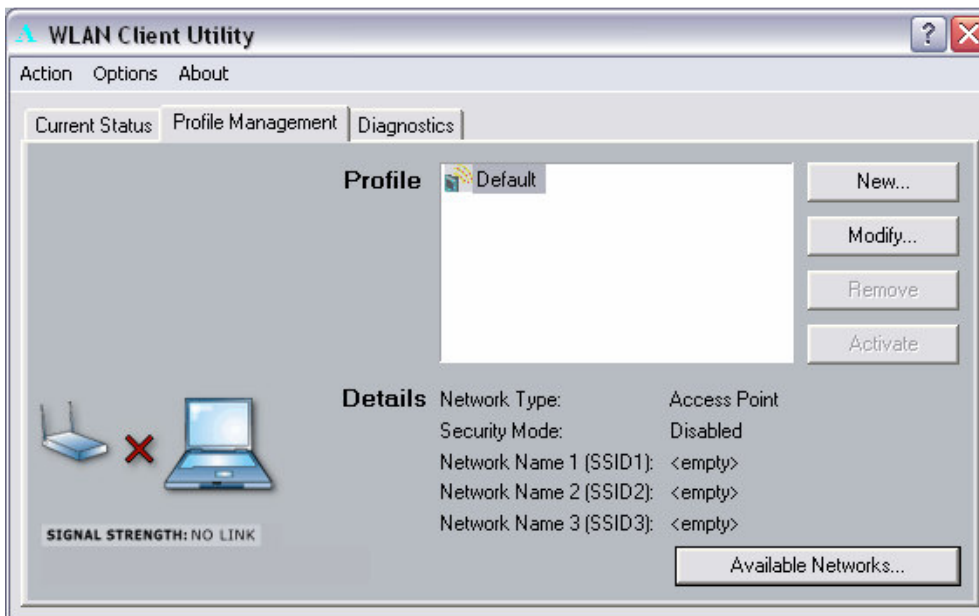 WLAN Client Utility
Action Options About
Current Status Profile Management Diagnostics
Profile Default New...
Modify...
Remove
Activate
Details Network Type: Access Point
Security Mode: Disabled
Network Name 1 (SSID1): <empty>
Network Name 2 (SSID2): <empty>
Network Name 3 (SSID3): <empty>
SIGNAL STRENGTH: NO LINK
Available Networks...